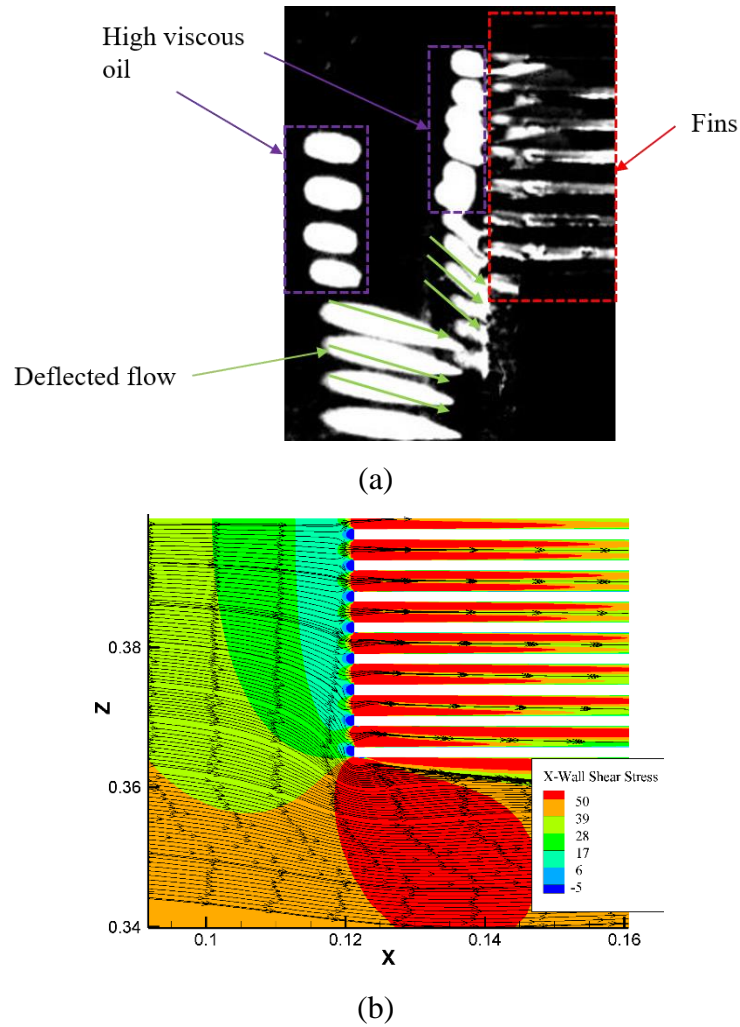 High viscous
oil
Fins
Deflected flow
(a)
0.38
Z
0.36
0.34
X-Wall Shear Stress
50
39
28
17
6
-5
0.1
0.12
0.14
0.16
X
(b)